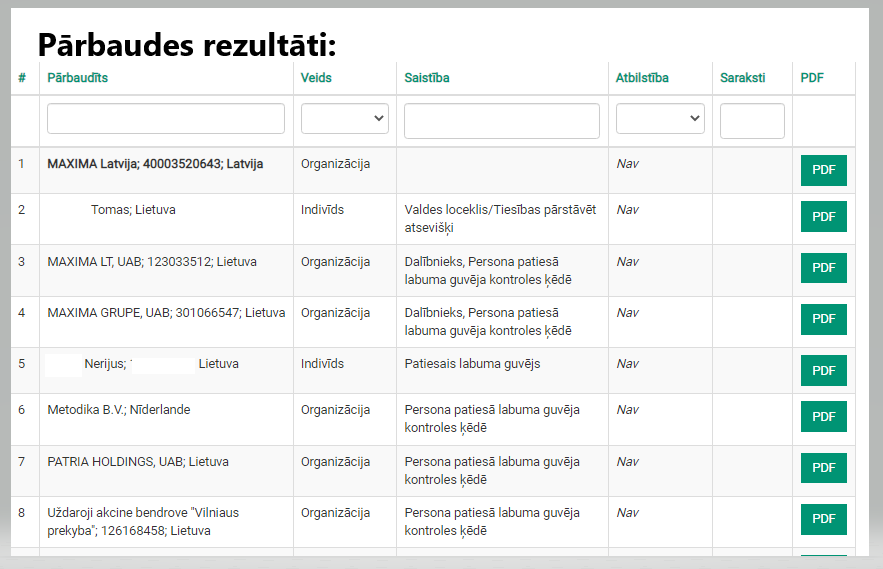 Pārbaudes rezultāti:
# Pārbaudīts Veids Saistība Atbilstība Saraksti PDF
1 MAXIMA Latvija; 40003520643; Latvija Organizācija Nav PDF
2 Tomas; Lietuva Indivīds Valdes loceklis/Tiesības pārstāvēt atsevišķi Nav PDF
3 MAXIMA LT, UAB; 123033512; Lietuva Organizācija Dalībnieks, Persona patiesā labuma guvēja kontroles ķēdē Nav PDF
4 MAXIMA GRUPE, UAB; 301066547; Lietuva Organizācija Dalībnieks, Persona patiesā labuma guvēja kontroles ķēdē Nav PDF
5 Nerijus; Lietuva Indivīds Patiesais labuma guvējs Nav PDF
6 Metodika B.V.; Nīderlande Organizācija Persona patiesā labuma guvēja kontroles ķēdē Nav PDF
7 PATRIA HOLDINGS, UAB; Lietuva Organizācija Persona patiesā labuma guvēja kontroles ķēdē Nav PDF
8 Uždaroji akcine bendrove "Vilniaus prekyba"; 126168458; Lietuva Organizācija Persona patiesā labuma guvēja kontroles ķēdē Nav PDF